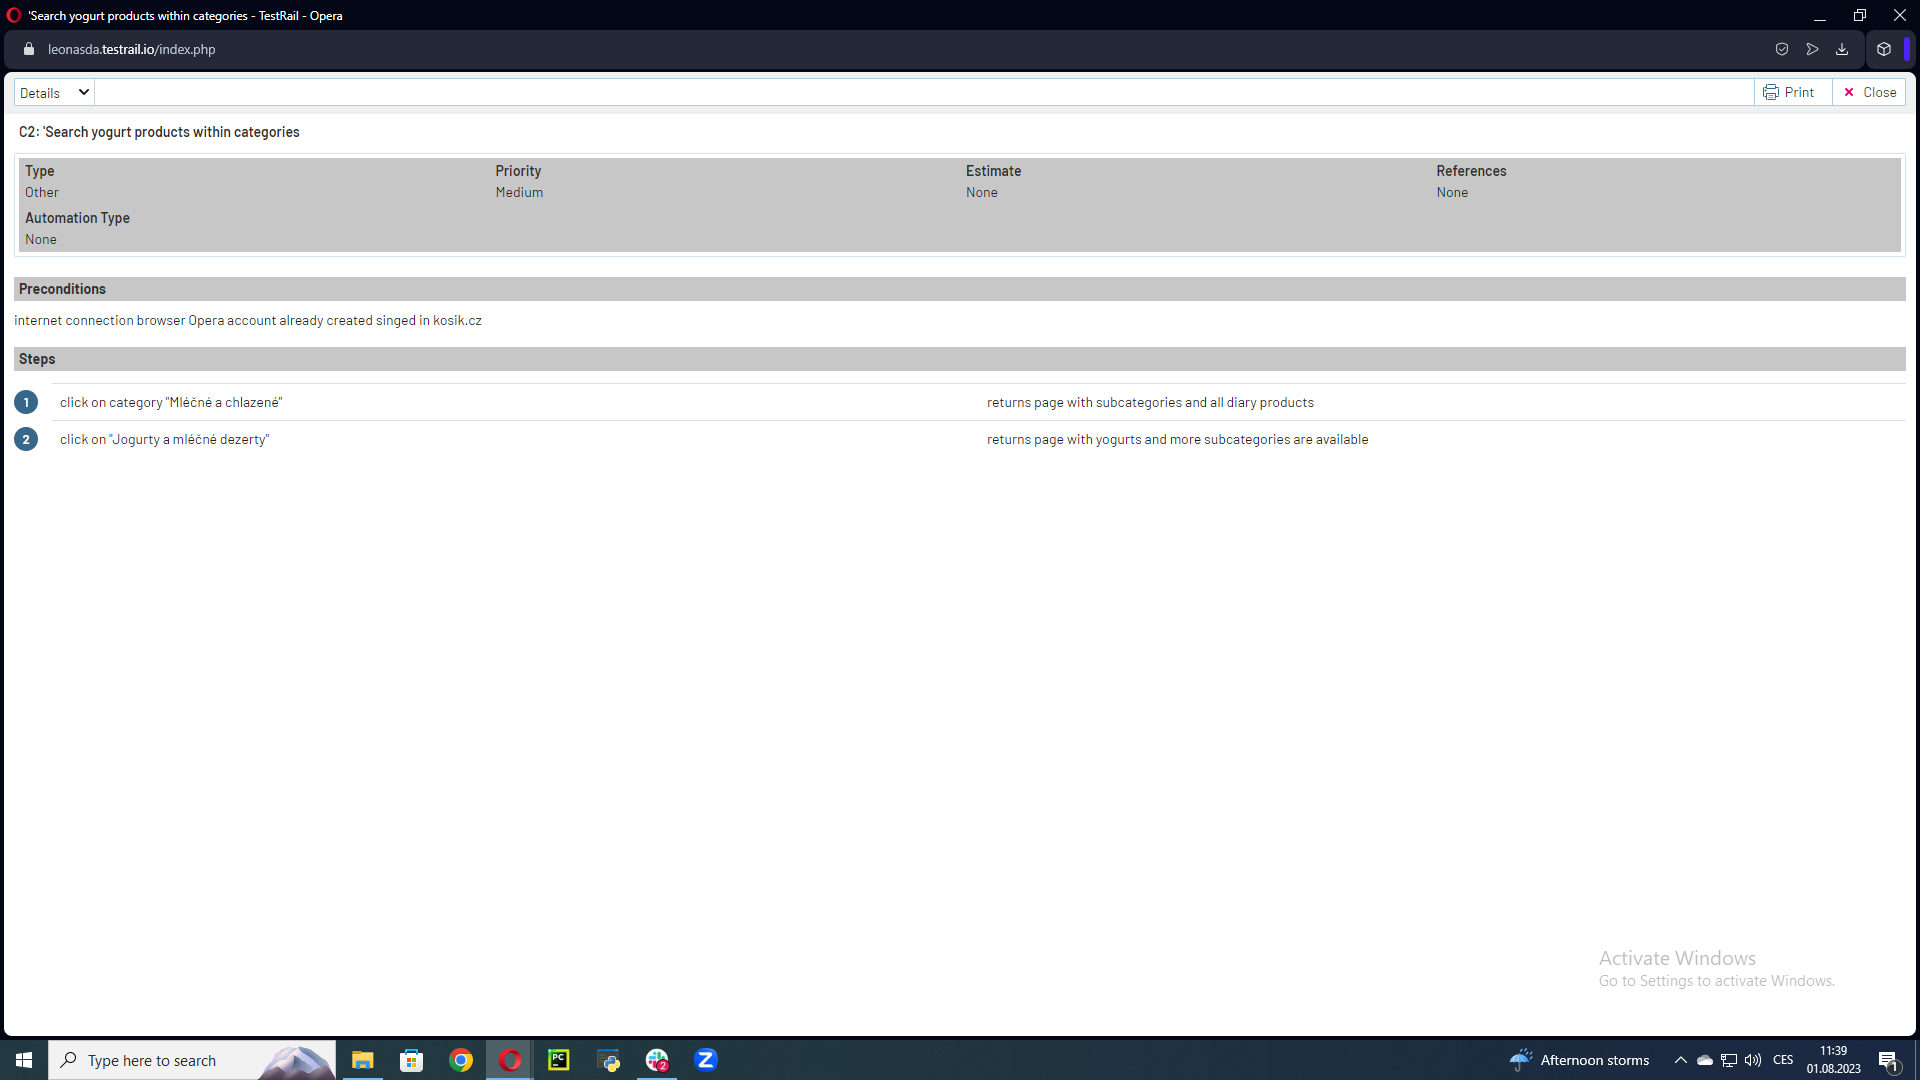 'Search yogurt products within categories - TestRail - Opera
leonasda.testrail.io/index.php
Details
Print
Close
C2: 'Search yogurt products within categories
Type
Priority
Estimate
References
Other
Medium
None
None
Automation Type
None
Preconditions
internet connection browser Opera account already created singed in kosik.cz
Steps
1 click on category "Mléčné a chlazené" returns page with subcategories and all diary products
2 click on "Jogurty a mléčné dezerty" returns page with yogurts and more subcategories are available
Activate Windows
Go to Settings to activate Windows.
Type here to search
PC
2
Z
Afternoon storms
CES
11:39
01.08.2023
1